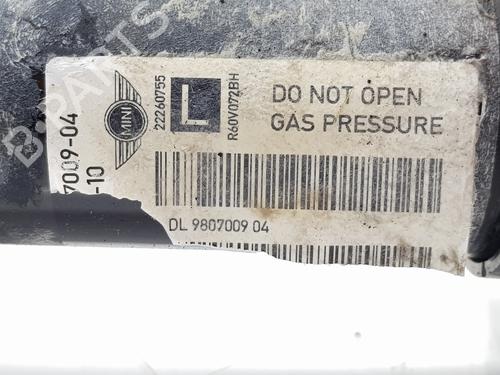 B-PARTS
MINI
22260755
L
R60V072BH
DO NOT OPEN
GAS PRESSURE
7009-04
-10
DL 9807009 04